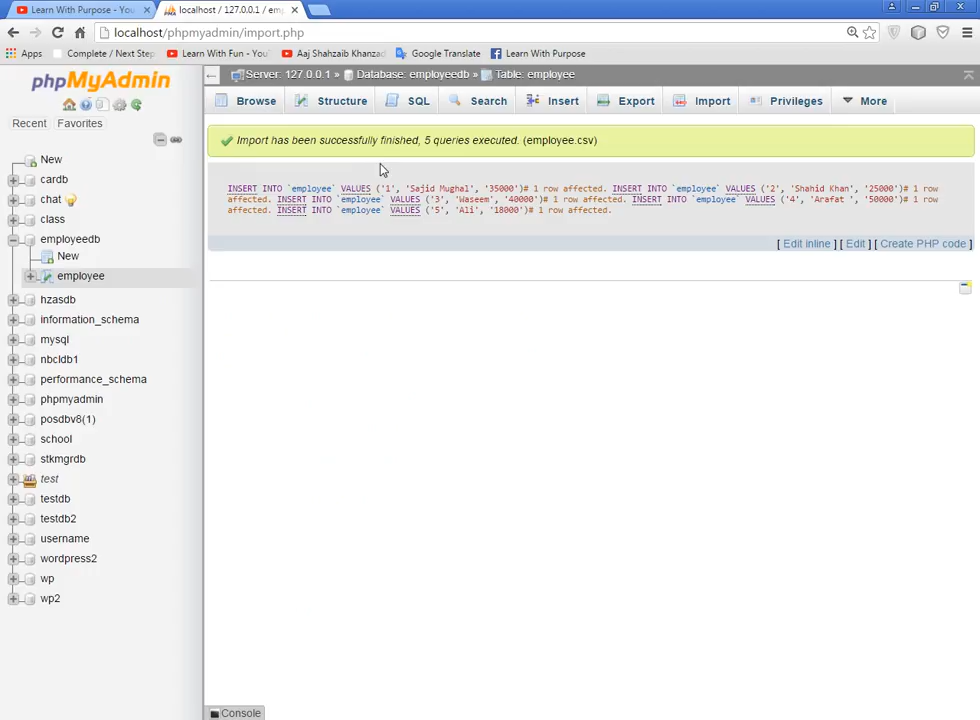 Learn With Purpose - You
localhost / 127.0.0.1 / em
localhost/phpmyadmin/import.php
Apps
Complete / Next Step
Learn With Fun - You
Aaj Shahzaib Khanzad
Google Translate
Learn With Purpose
phpMyAdmin
Recent
Favorites
New
cardb
chat
class
employeedb
New
employee
hzasdb
information_schema
mysql
nbcldb1
performance_schema
phpmyadmin
posdbv8(1)
school
stkmgrdb
test
testdb
testdb2
username
wordpress2
wp
wp2
Server: 127.0.0.1 » Database: employeedb » Table: employee
Browse
Structure
SQL
Search
Insert
Export
Import
Privileges
More
Import has been successfully finished, 5 queries executed. (employee.csv)
INSERT INTO `employee` VALUES ('1', 'Sajid Mughal', '35000')# 1 row affected. INSERT INTO `employee` VALUES ('2', 'Shahid Khan', '25000')# 1 row
affected. INSERT INTO `employee` VALUES ('3', 'Waseem', '40000')# 1 row affected. INSERT INTO `employee` VALUES ('4', 'Arafat ', '50000')# 1 row
affected. INSERT INTO `employee` VALUES ('5', 'Ali', '18000')# 1 row affected.
[ Edit inline ] [ Edit ] [ Create PHP code ]
Console